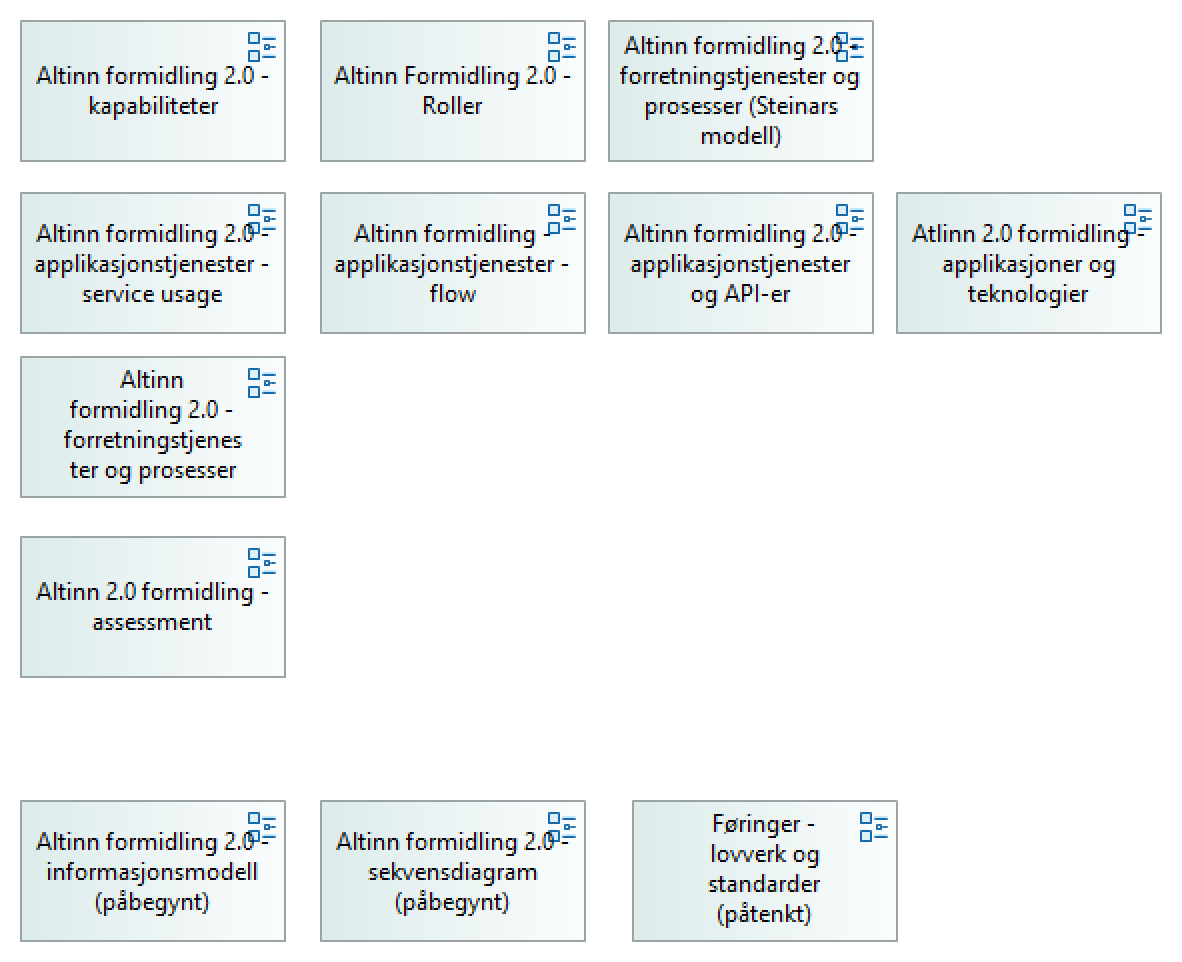 Altinn formidling 2.0 -
kapabiliteter
Altinn Formidling 2.0 -
Roller
Altinn formidling 2.0 -
forretningstjenester og
prosesser (Steinars
modell)
Altinn formidling 2.0 -
applikasjonstjenester -
service usage
Altinn formidling -
applikasjonstjenester -
flow
Altinn formidling 2.0 -
applikasjonstjenester
og API-er
Atlinn 2.0 formidling -
applikasjoner og
teknologier
Altinn
formidling 2.0 -
forretningstjenes
ter og prosesser
Altinn 2.0 formidling -
assessment
Altinn formidling 2.0 -
informasjonsmodell
(påbegynt)
Altinn formidling 2.0 -
sekvensdiagram
(påbegynt)
Føringer -
lovverk og
standarder
(påtenkt)